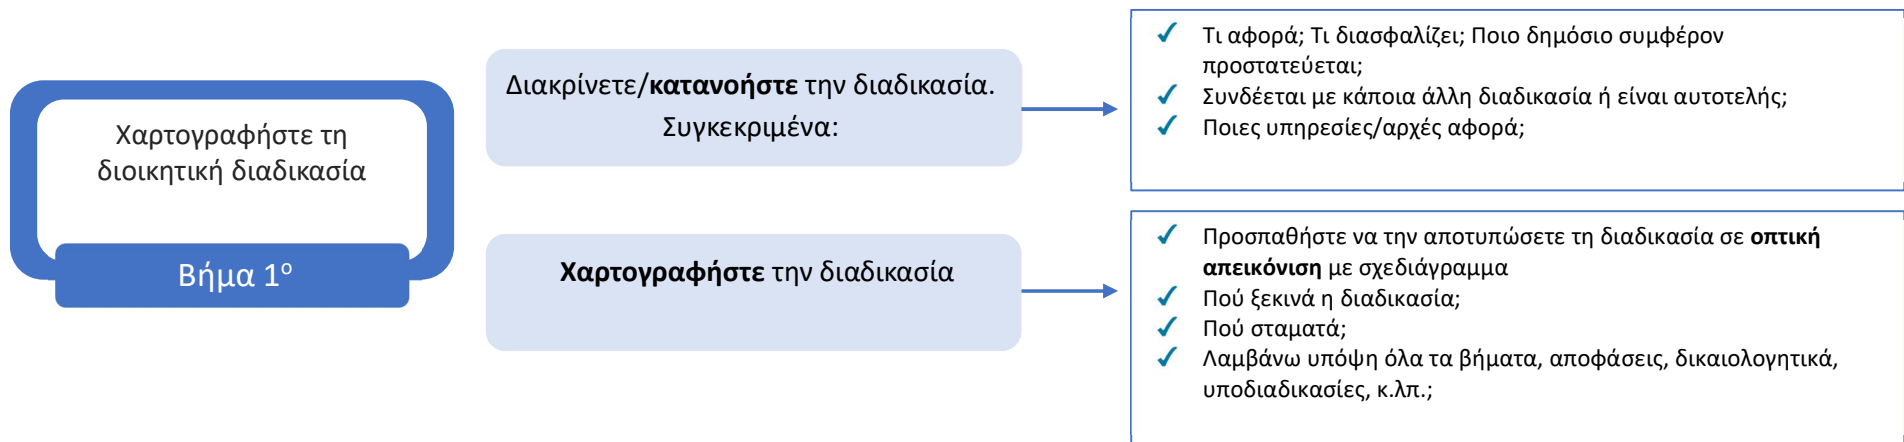 Χαρτογραφήστε τη
διοικητική διαδικασία
Βήμα 1ο
Διακρίνετε/κατανοήστε την διαδικασία.
Συγκεκριμένα:
✓ Τι αφορά; Τι διασφαλίζει; Ποιο δημόσιο συμφέρον
προστατεύεται;
✓ Συνδέεται με κάποια άλλη διαδικασία ή είναι αυτοτελής;
✓ Ποιες υπηρεσίες/αρχές αφορά;
Χαρτογραφήστε την διαδικασία
✓ Προσπαθήστε να την αποτυπώσετε τη διαδικασία σε οπτική
απεικόνιση με σχεδιάγραμμα
✓ Πού ξεκινά η διαδικασία;
✓ Πού σταματά;
✓ Λαμβάνω υπόψη όλα τα βήματα, αποφάσεις, δικαιολογητικά,
υποδιαδικασίες, κ.λπ.;